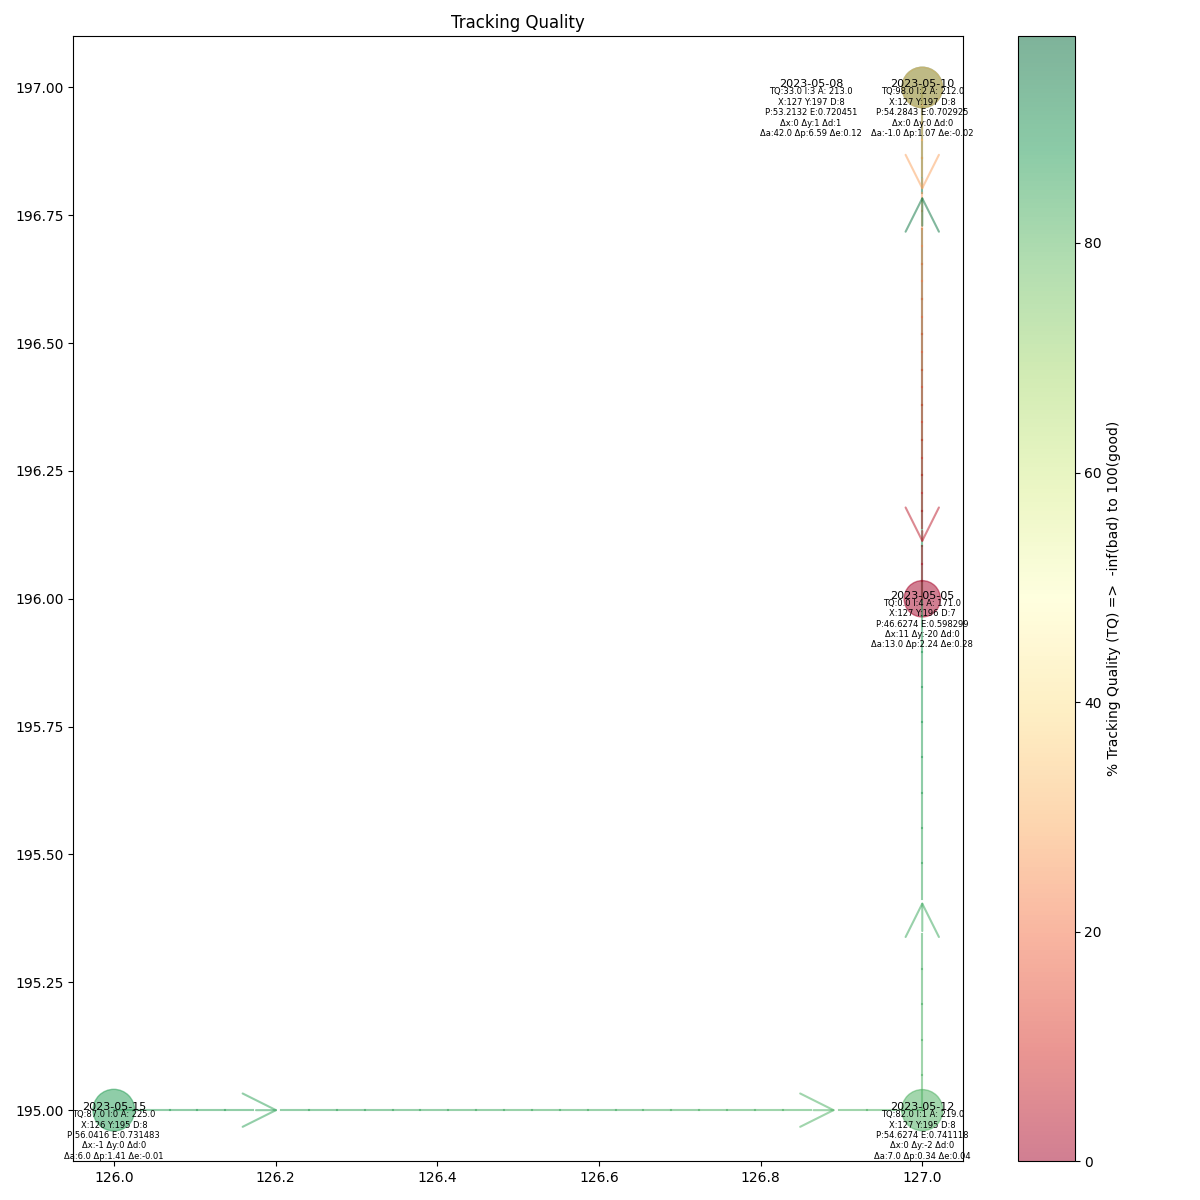 Tracking Quality
197.00
196.75
196.50
196.25
196.00
195.75
195.50
195.25
195.00
2023-05-08
TQ:33.0 I:3 A: 213.0
X:127 Y:197 D:8
P:53.2132 E:0.720451
Δx:0 Δy:1 Δd:1
Δa:42.0 Δp:6.59 Δe:0.12
2023-05-10
TQ:98.0 I:2 A: 212.0
X:127 Y:197 D:8
P:54.2843 E:0.702925
Δx:0 Δy:0 Δd:0
Δa:-1.0 Δp:1.07 Δe:-0.02
2023-05-05
TQ:0.0 I:4 A: 171.0
X:127 Y:196 D:7
P:46.6274 E:0.598299
Δx:11 Δy:-20 Δd:0
Δa:13.0 Δp:2.24 Δe:0.28
2023-05-15
TQ:87.0 I:0 A: 225.0
X:126 Y:195 D:8
P:56.0416 E:0.731483
Δx:-1 Δy:0 Δd:0
Δa:6.0 Δp:1.41 Δe:-0.01
2023-05-12
TQ:82.0 I:1 A: 219.0
X:127 Y:195 D:8
P:54.6274 E:0.741118
Δx:0 Δy:-2 Δd:0
Δa:7.0 Δp:0.34 Δe:0.04
126.0
126.2
126.4
126.6
126.8
127.0
80
60
40
20
0
% Tracking Quality (TQ) => -inf(bad) to 100(good)